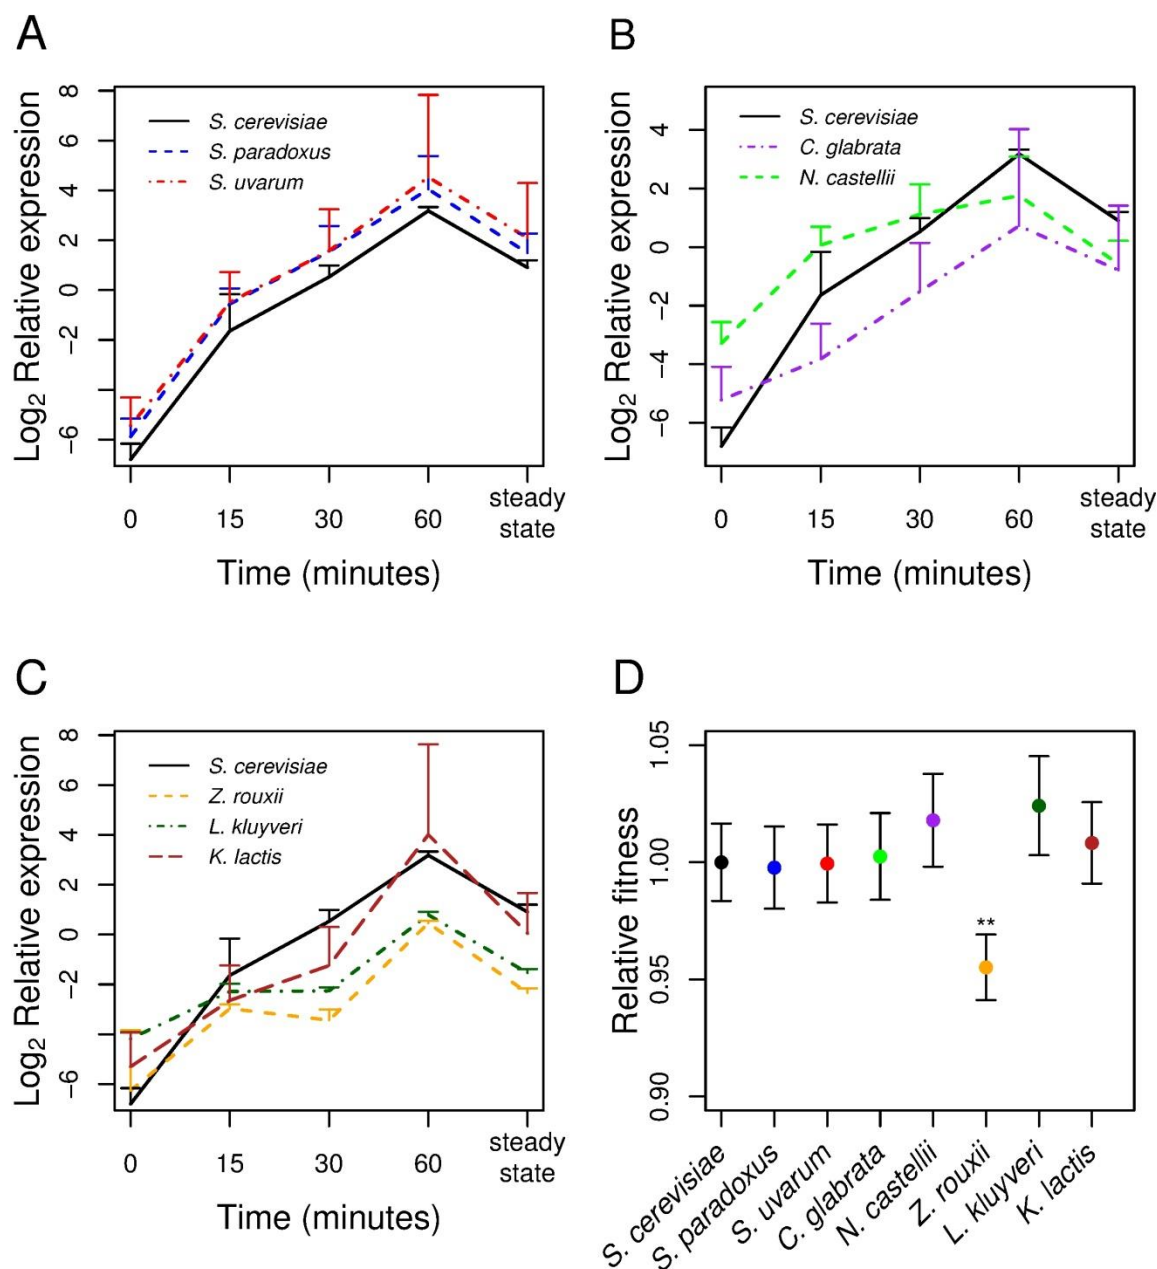 A
Log2 Relative expression
8
6
4
2
0
−2
−6
S. cerevisiae
S. paradoxus
S. uvarum
0
15
30
60
steady
state
Time (minutes)
B
Log2 Relative expression
4
2
0
−2
−4
−6
S. cerevisiae
C. glabrata
N. castellii
0
15
30
60
steady
state
Time (minutes)
C
Log2 Relative expression
8
6
4
2
0
−2
−6
S. cerevisiae
Z. rouxii
L. kluyveri
K. lactis
0
15
30
60
steady
state
Time (minutes)
D
Relative fitness
1.05
1.00
0.95
0.90
**
S. cerevisiae
S. paradoxus
S. uvarum
C. glabrata
N. castellii
Z. rouxii
L. kluyveri
K. lactis